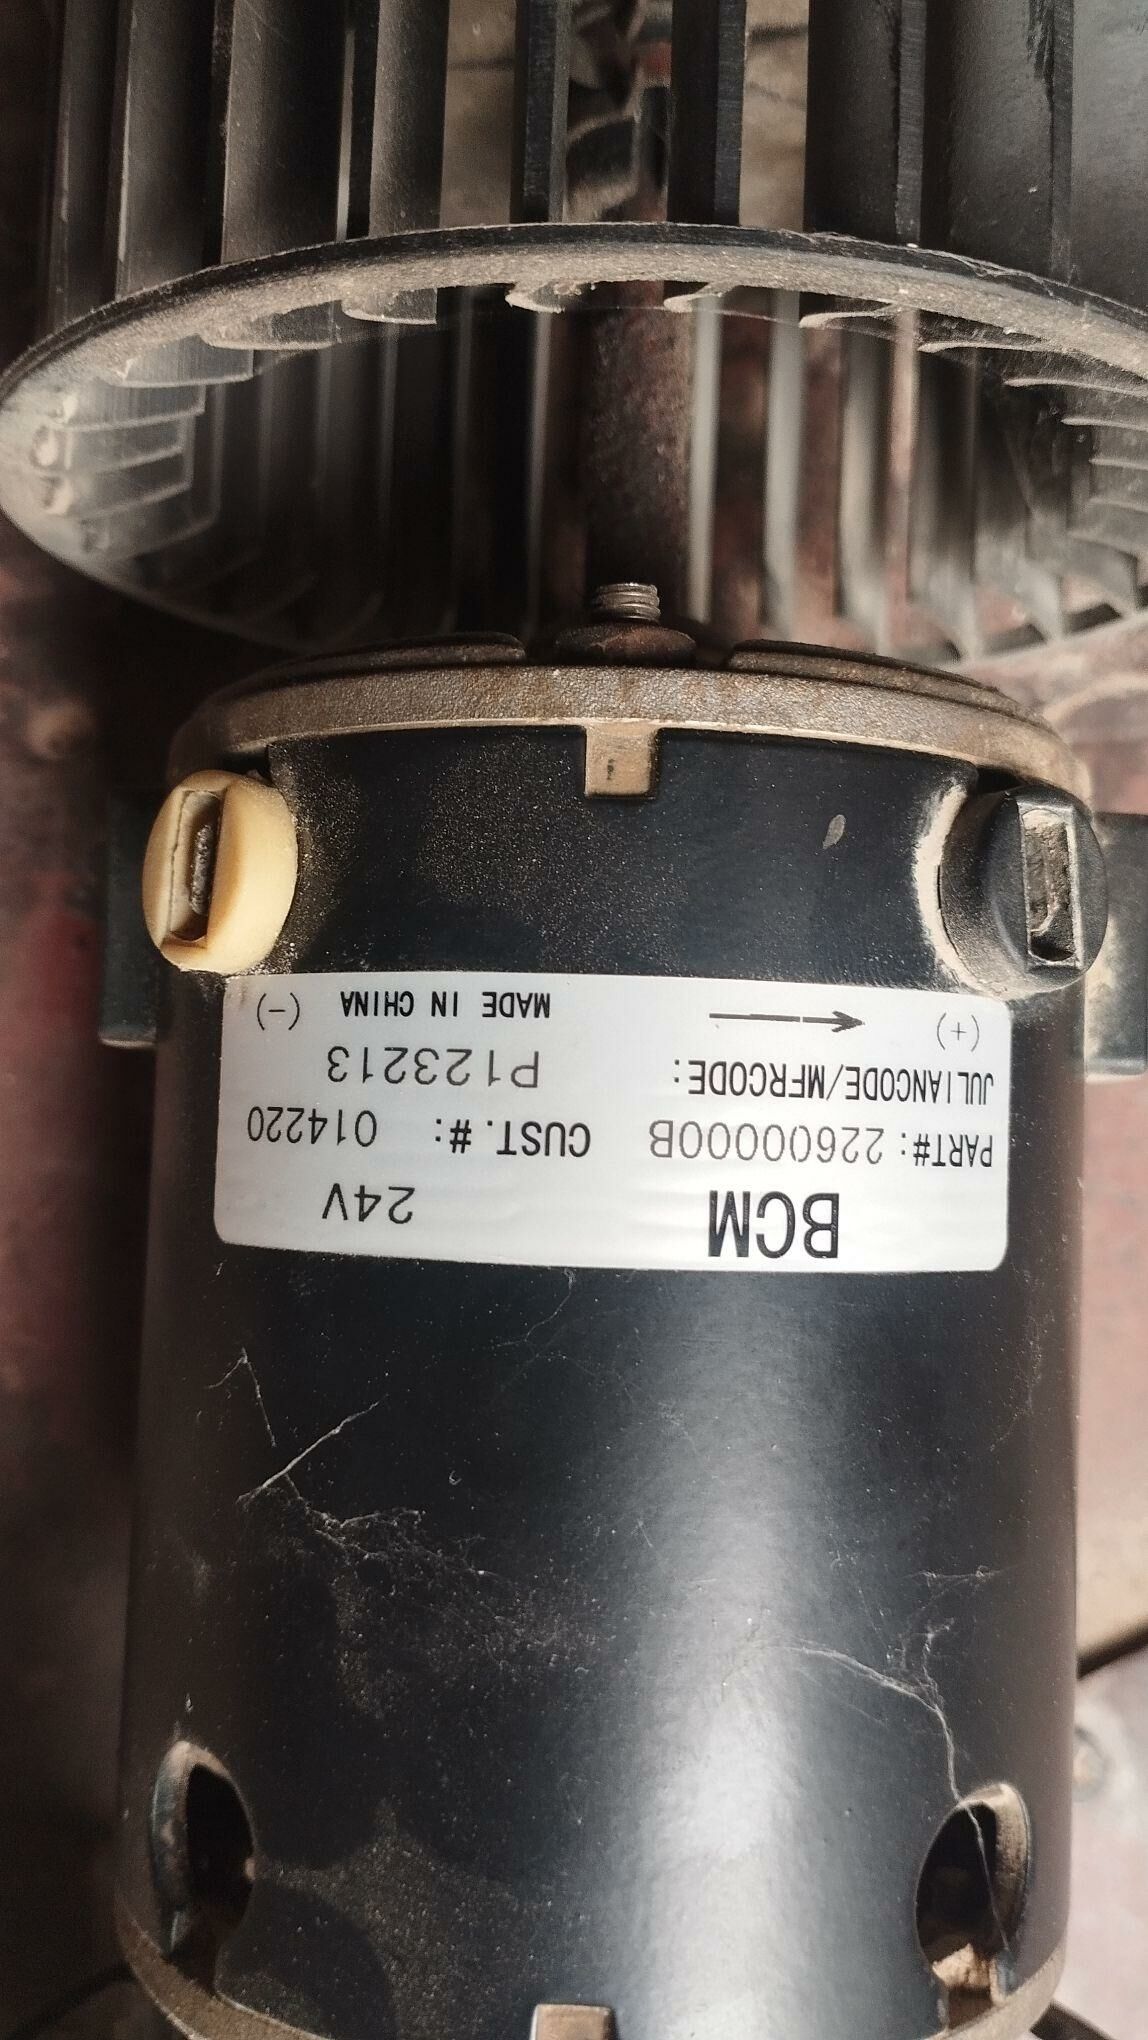 BCM 24V
PART#: 22600000B CUST. #: 014220
JULIANCODE/MFRCODE: P123213
(+) MADE IN CHINA (-)